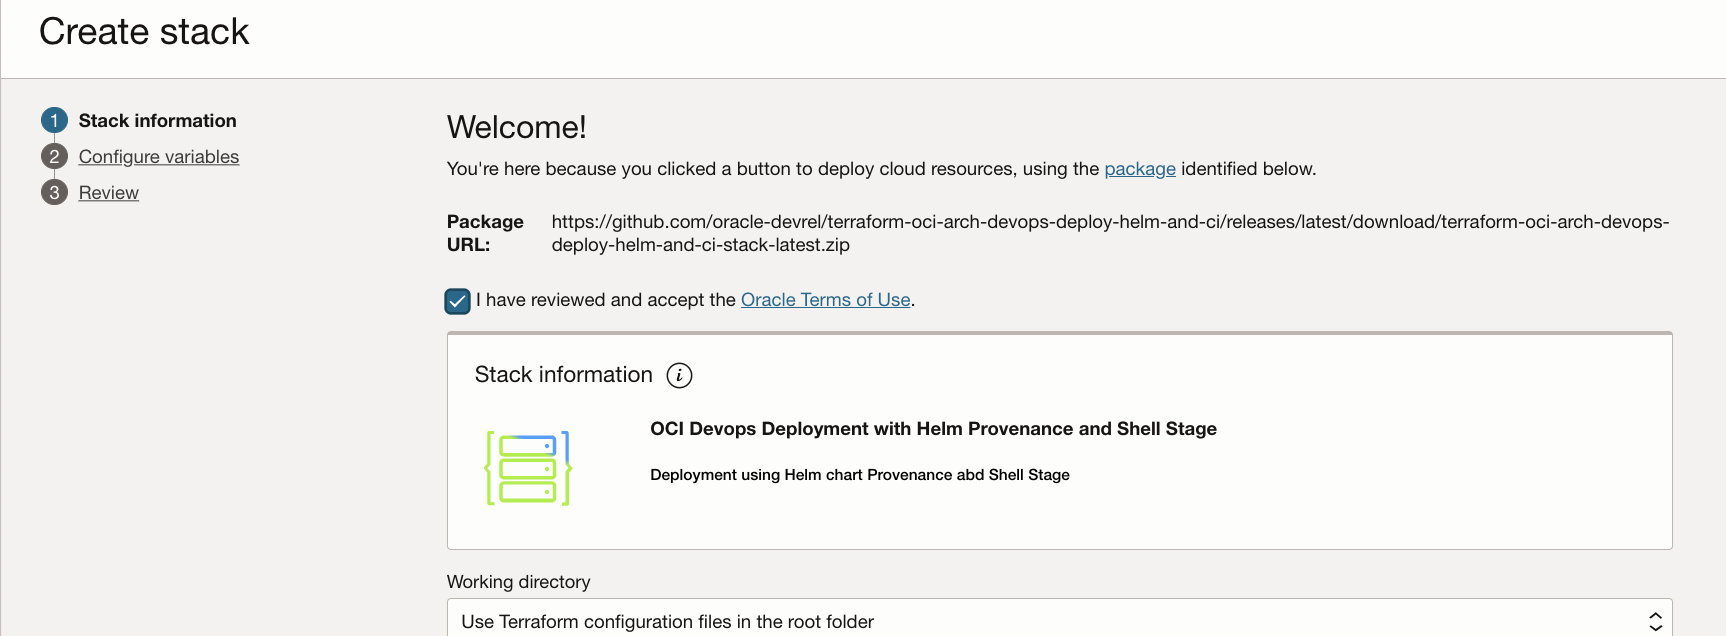 Create stack
1 Stack information
2 Configure variables
3 Review
Welcome!
You're here because you clicked a button to deploy cloud resources, using the package identified below.
Package URL:
https://github.com/oracle-devrel/terraform-oci-arch-devops-deploy-helm-and-ci/releases/latest/download/terraform-oci-arch-devops-
deploy-helm-and-ci-stack-latest.zip
I have reviewed and accept the Oracle Terms of Use.
Stack information i
OCI Devops Deployment with Helm Provenance and Shell Stage
Deployment using Helm chart Provenance abd Shell Stage
Working directory
Use Terraform configuration files in the root folder